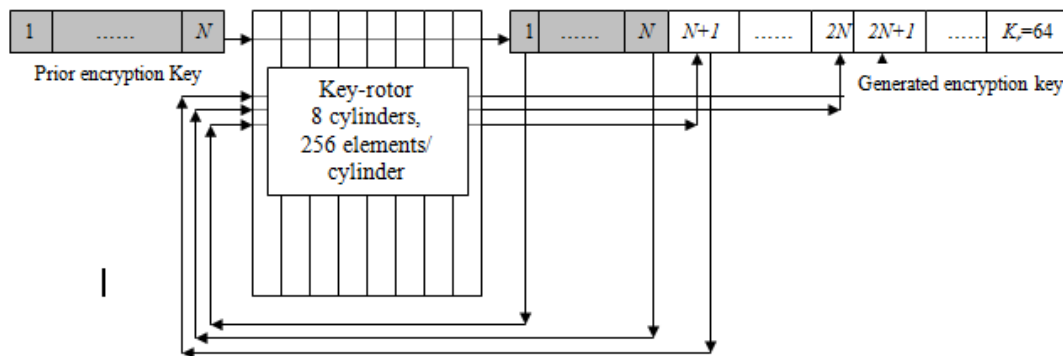 1 ...... N
1 ...... N N+1 ...... 2N 2N+1 ...... Kr=64
Prior encryption Key
Generated encryption key
Key-rotor
8 cylinders,
256 elements/
cylinder